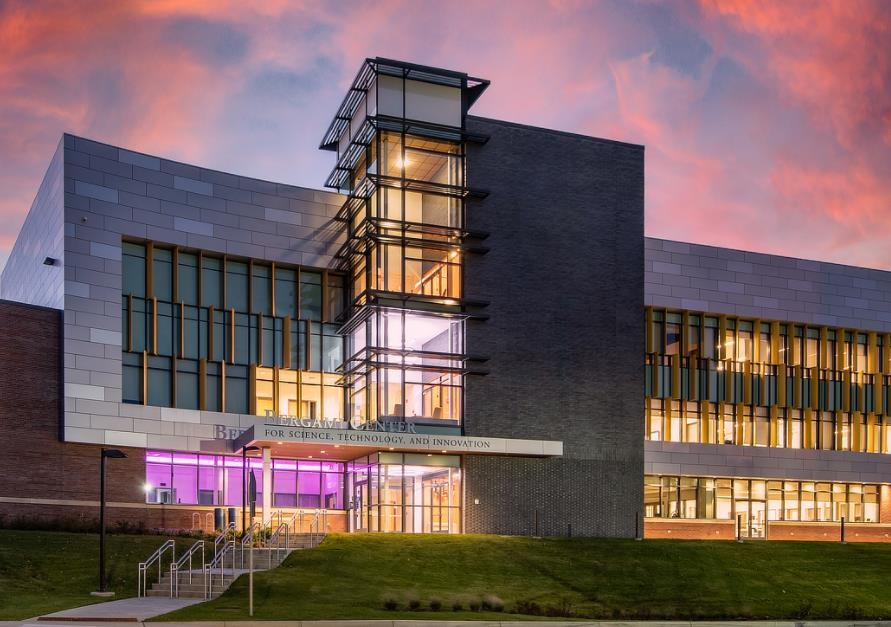 BERGAMI CENTER
FOR SCIENCE, TECHNOLOGY, AND INNOVATION